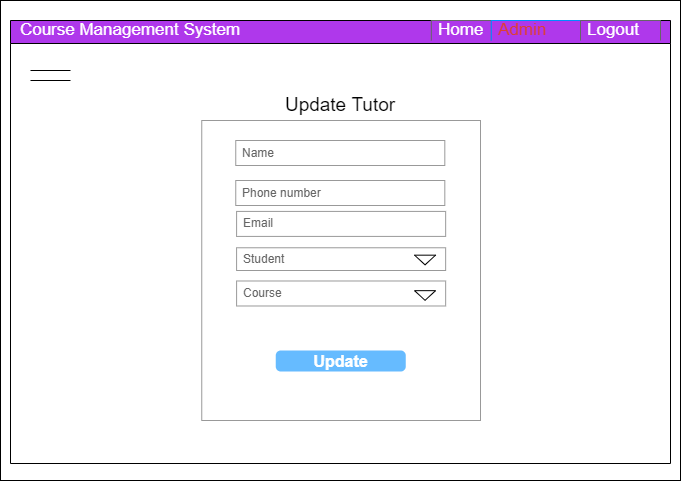 Course Management System Home Admin Logout
Update Tutor
Name
Phone number
Email
Student
Course
Update